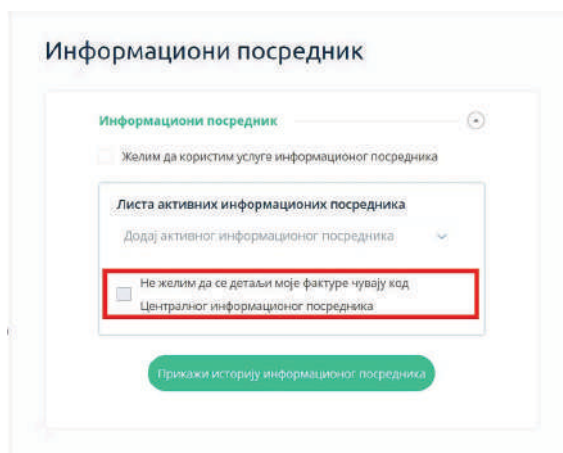 Информациони посредник
Информациони посредник
Желим да користим услуге информационог посредника
Листа активних информационих посредника
Додај активног информационог посредника
Не желим да се детаљи моје фактуре чувају код
Централног информационог посредника
Прикажи историју информационог посредника